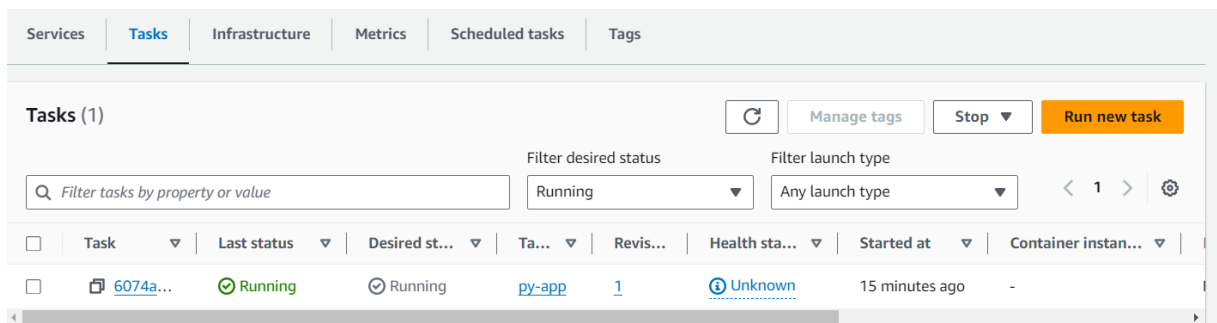 Services Tasks Infrastructure Metrics Scheduled tasks Tags
Tasks (1) Manage tags Stop Run new task
Filter desired status Filter launch type
Filter tasks by property or value Running Any launch type 1
Task Last status Desired st... Ta... Revis... Health sta... Started at Container instan...
6074a... Running Running py-app 1 Unknown 15 minutes ago -